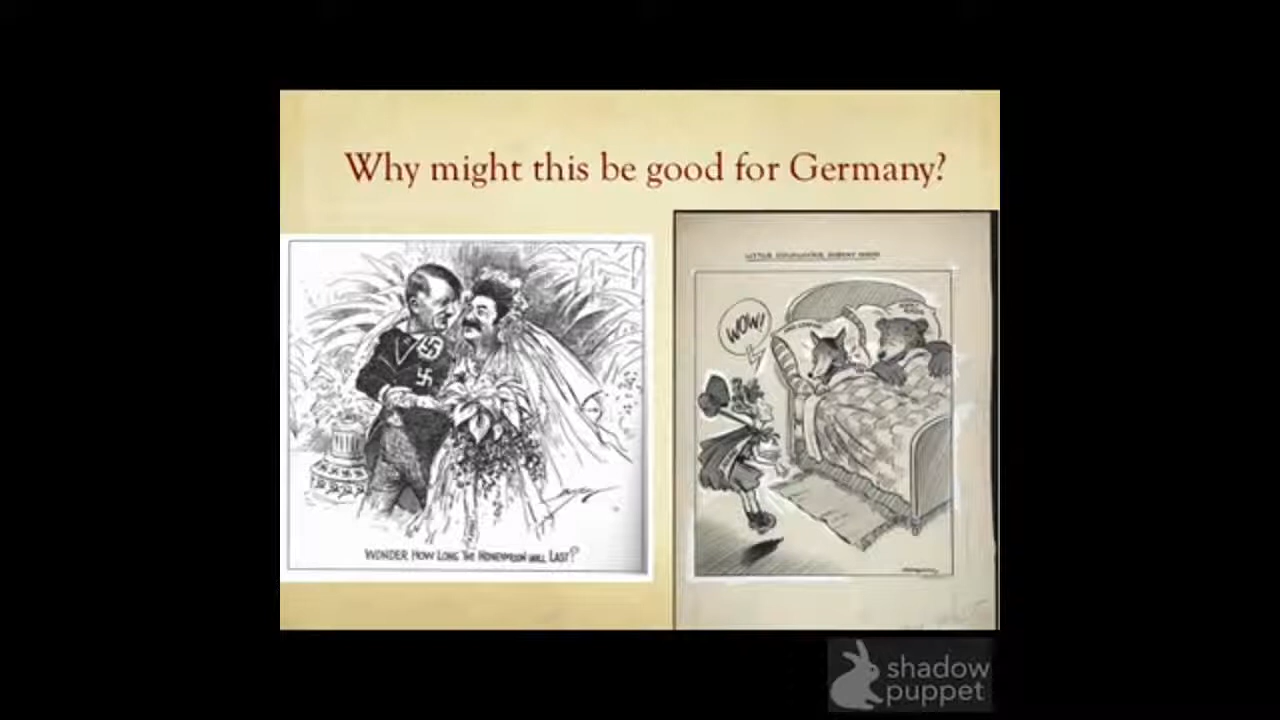 Why might this be good for Germany?
WOW!
WONDER HOW LONG THE HONEYMOON WILL LAST?
shadow
puppet